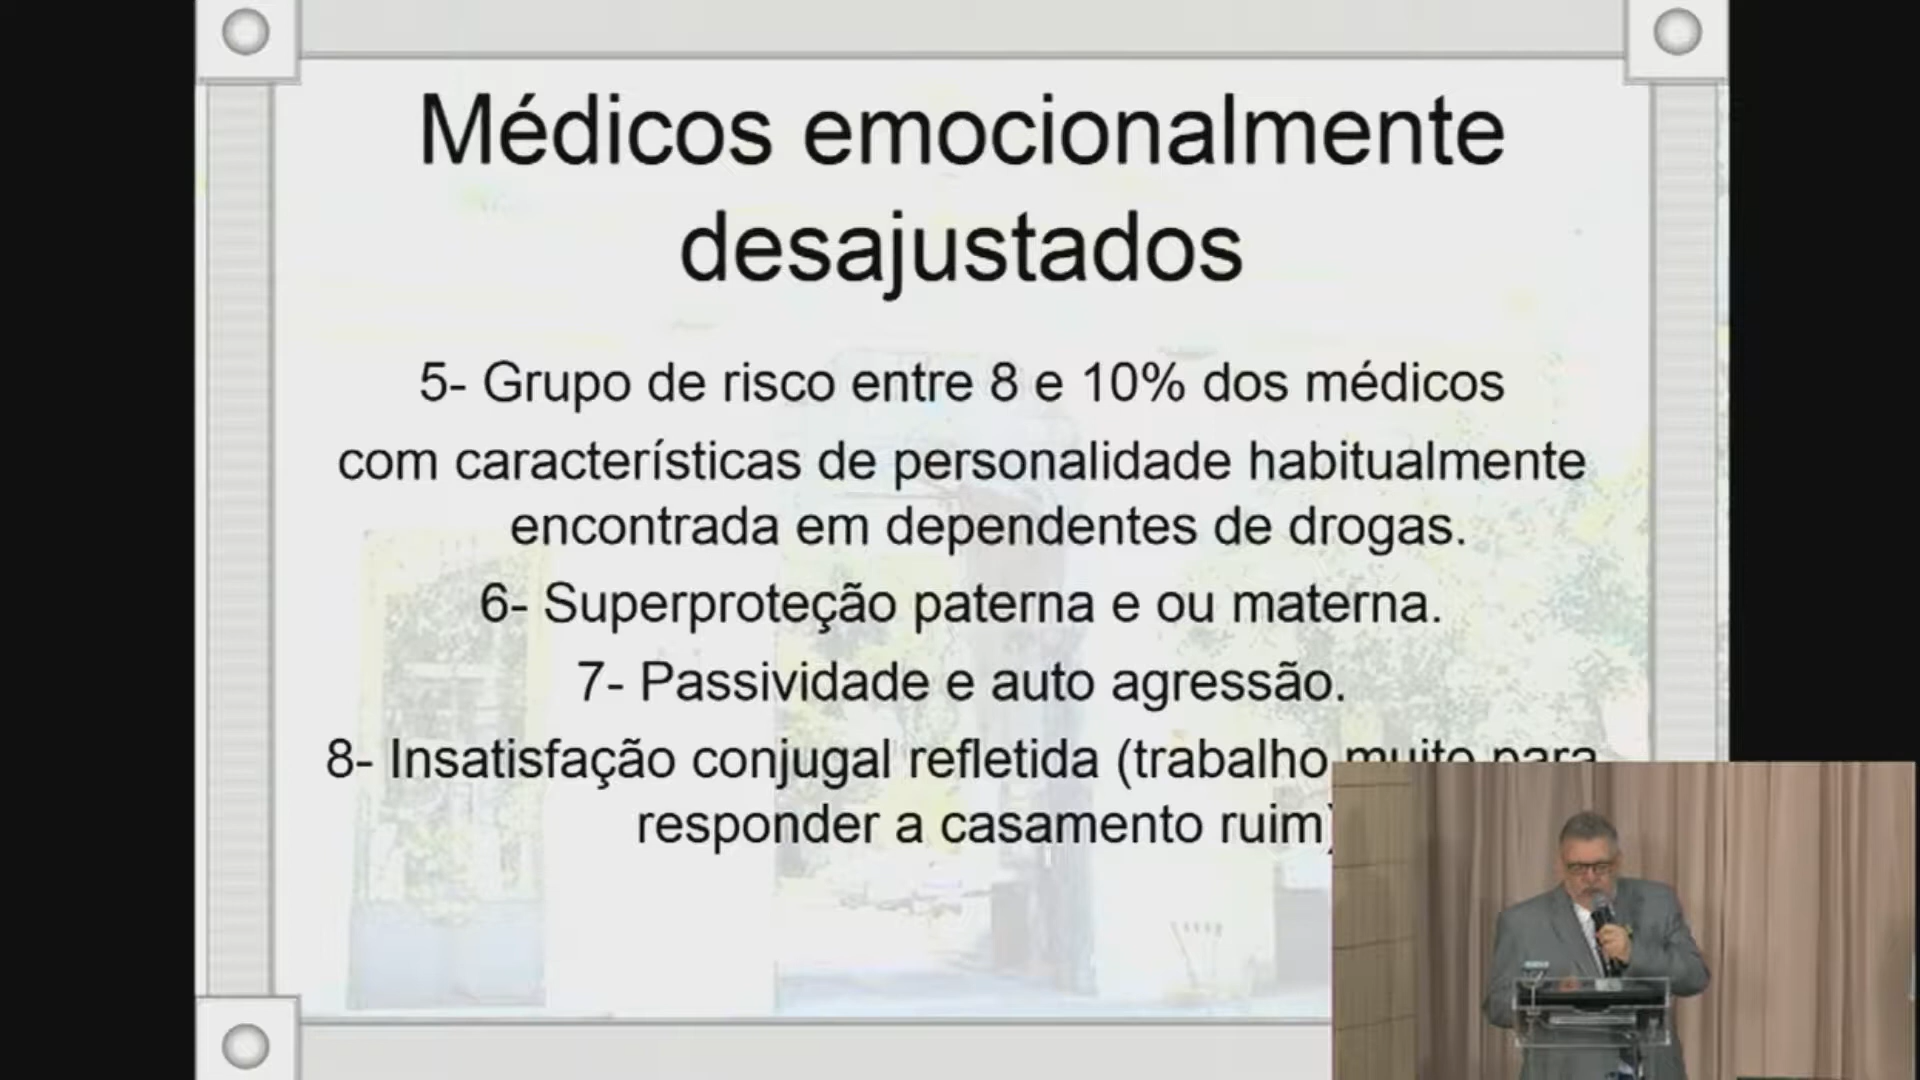 Médicos emocionalmente
desajustados
5- Grupo de risco entre 8 e 10% dos médicos
com características de personalidade habitualmente
encontrada em dependentes de drogas.
6- Superproteção paterna e ou materna.
7- Passividade e auto agressão.
8- Insatisfação conjugal refletida (trabalho muito para
responder a casamento ruim)